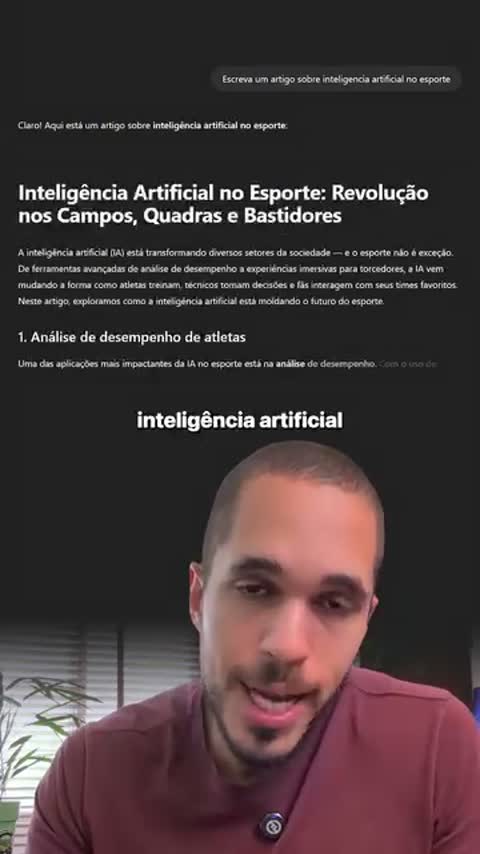 Escreva um artigo sobre inteligencia artificial no esporte
Claro! Aqui está um artigo sobre inteligência artificial no esporte:
Inteligência Artificial no Esporte: Revolução
nos Campos, Quadras e Bastidores
A inteligência artificial (IA) está transformando diversos setores da sociedade — e o esporte não é exceção.
De ferramentas avançadas de análise de desempenho a experiências imersivas para torcedores, a IA vem
mudando a forma como atletas treinam, técnicos tomam decisões e fãs interagem com seus times favoritos.
Neste artigo, exploramos como a inteligência artificial está moldando o futuro do esporte.
1. Análise de desempenho de atletas
Uma das aplicações mais impactantes da IA no esporte está na análise de desempenho. Com o uso de
inteligência artificial